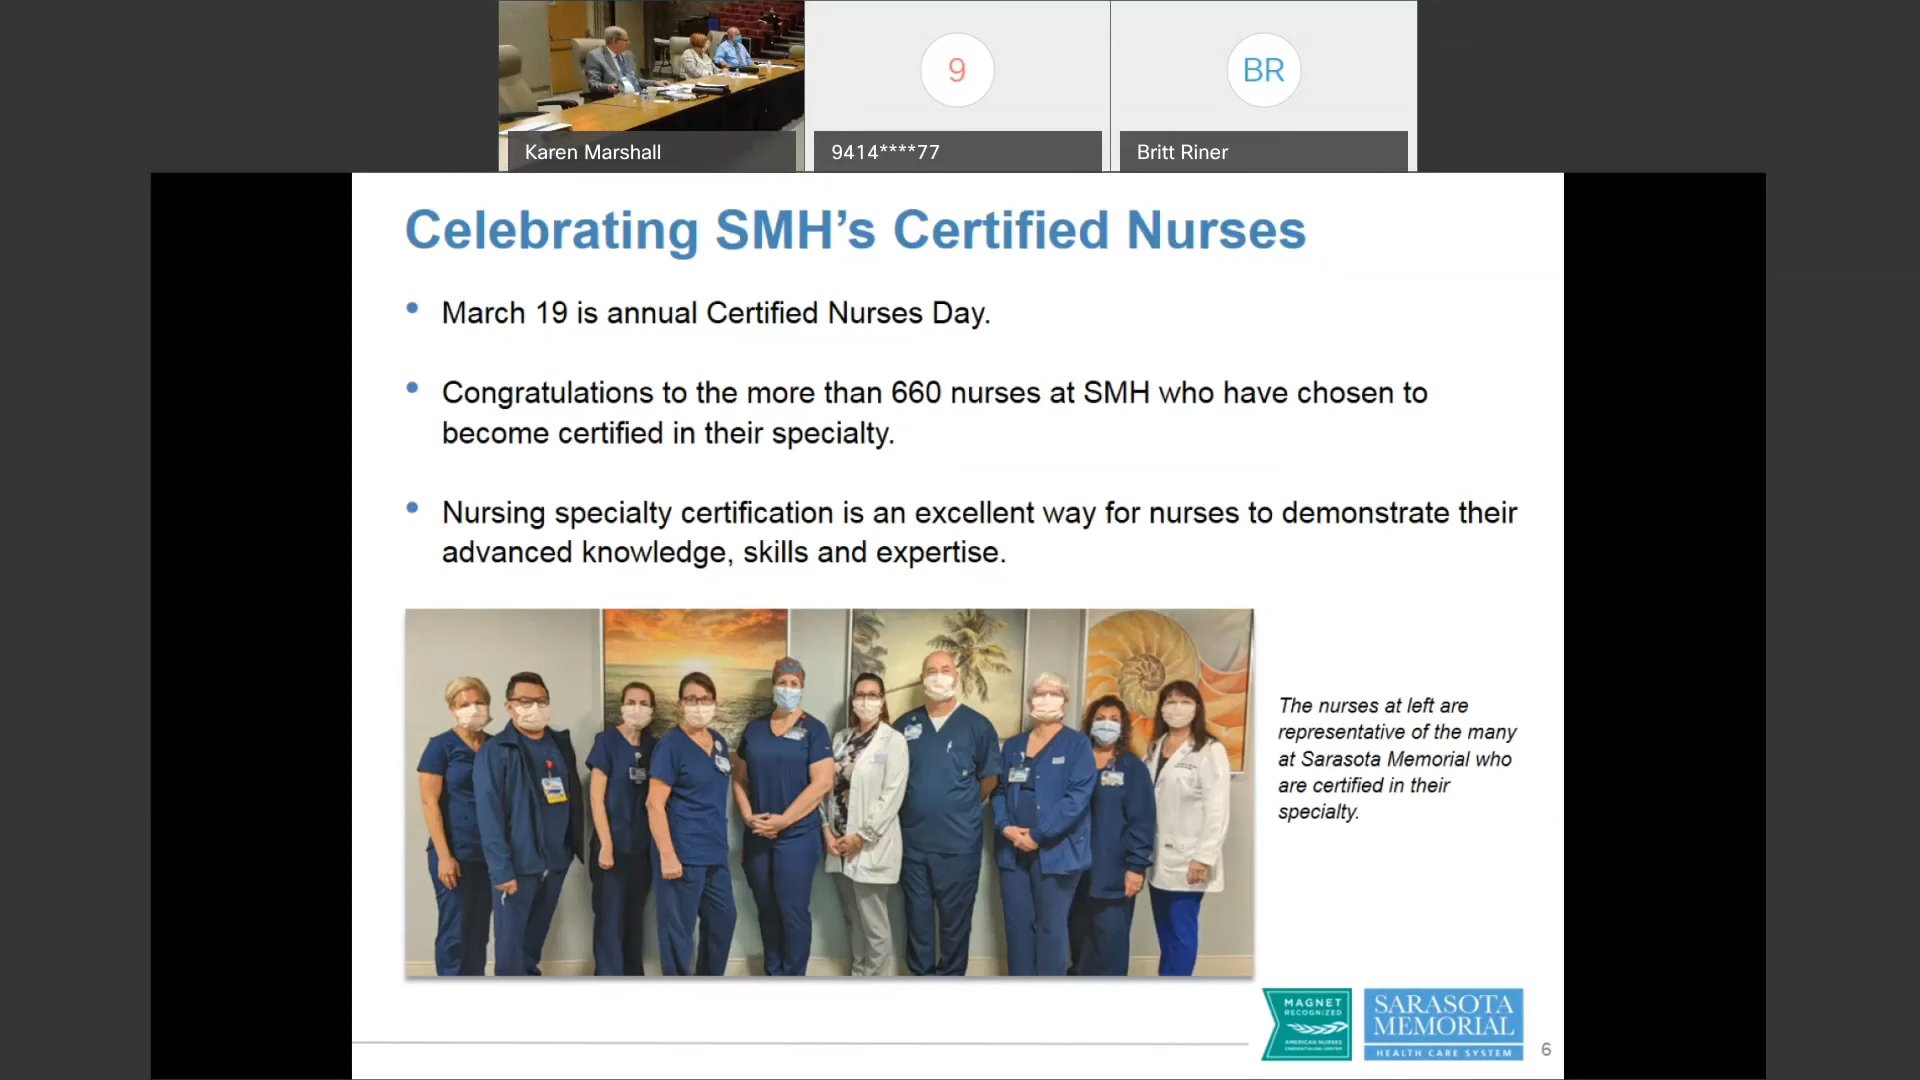 9
BR
Karen Marshall
9414****77
Britt Riner
Celebrating SMH's Certified Nurses
• March 19 is annual Certified Nurses Day.
• Congratulations to the more than 660 nurses at SMH who have chosen to
become certified in their specialty.
• Nursing specialty certification is an excellent way for nurses to demonstrate their
advanced knowledge, skills and expertise.
The nurses at left are
representative of the many
at Sarasota Memorial who
are certified in their
specialty.
MAGNET
RECOGNIZED
AMERICAN NURSES
CREDENTIALING CENTER
SARASOTA
MEMORIAL
HEALTH CARE SYSTEM
6